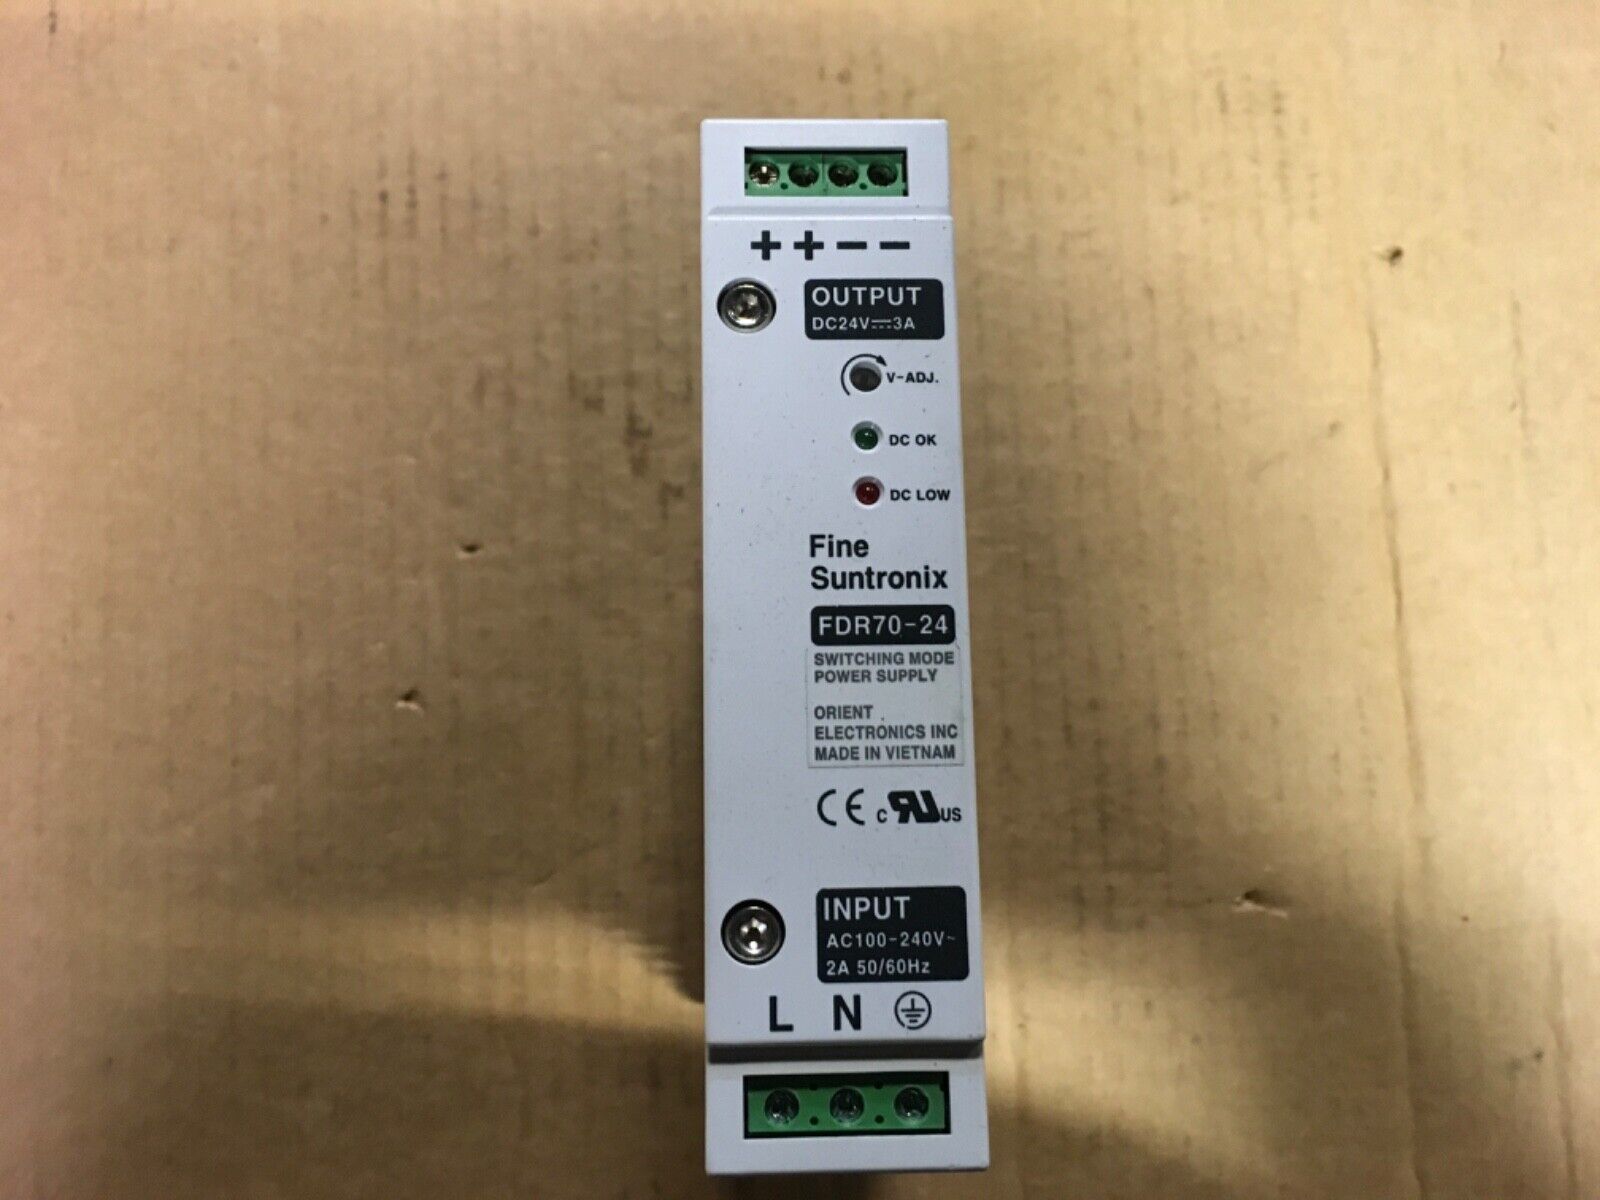 ++−−
OUTPUT
DC24V⎓3A
V-ADJ.
DC OK
DC LOW
Fine
Suntronix
FDR70-24
SWITCHING MODE
POWER SUPPLY
ORIENT
ELECTRONICS INC
MADE IN VIETNAM
CE c RU US
INPUT
AC100-240V~
2A 50/60Hz
L N